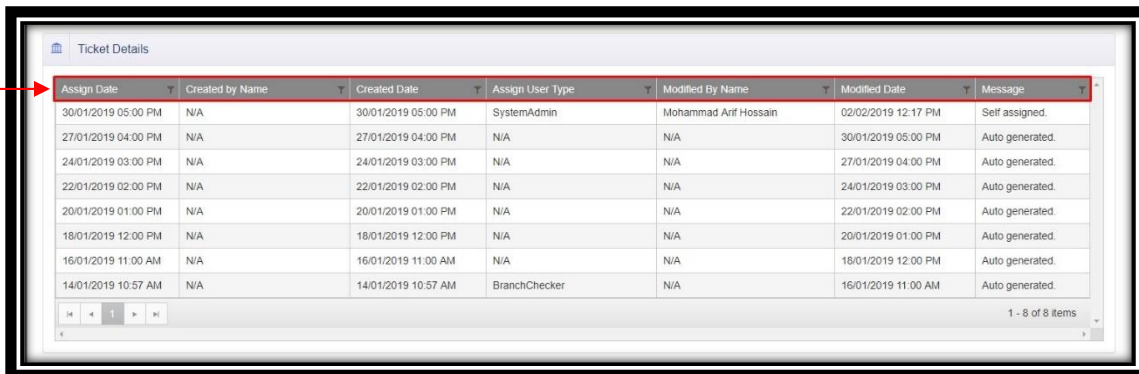 Ticket Details
Assign Date Created by Name Created Date Assign User Type Modified By Name Modified Date Message
30/01/2019 05:00 PM N/A 30/01/2019 05:00 PM SystemAdmin Mohammad Arif Hossain 02/02/2019 12:17 PM Self assigned.
27/01/2019 04:00 PM N/A 27/01/2019 04:00 PM N/A N/A 30/01/2019 05:00 PM Auto generated.
24/01/2019 03:00 PM N/A 24/01/2019 03:00 PM N/A N/A 27/01/2019 04:00 PM Auto generated.
22/01/2019 02:00 PM N/A 22/01/2019 02:00 PM N/A N/A 24/01/2019 03:00 PM Auto generated.
20/01/2019 01:00 PM N/A 20/01/2019 01:00 PM N/A N/A 22/01/2019 02:00 PM Auto generated.
18/01/2019 12:00 PM N/A 18/01/2019 12:00 PM N/A N/A 20/01/2019 01:00 PM Auto generated.
16/01/2019 11:00 AM N/A 16/01/2019 11:00 AM N/A N/A 18/01/2019 12:00 PM Auto generated.
14/01/2019 10:57 AM N/A 14/01/2019 10:57 AM BranchChecker N/A 16/01/2019 11:00 AM Auto generated.
1 1 - 8 of 8 items